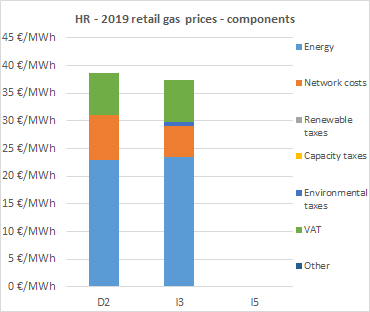 HR - 2019 retail gas prices - components
45 €/MWh
40 €/MWh
35 €/MWh
30 €/MWh
25 €/MWh
20 €/MWh
15 €/MWh
10 €/MWh
5 €/MWh
0 €/MWh
D2 I3 I5
Energy
Network costs
Renewable
taxes
Capacity taxes
Environmental
taxes
VAT
Other